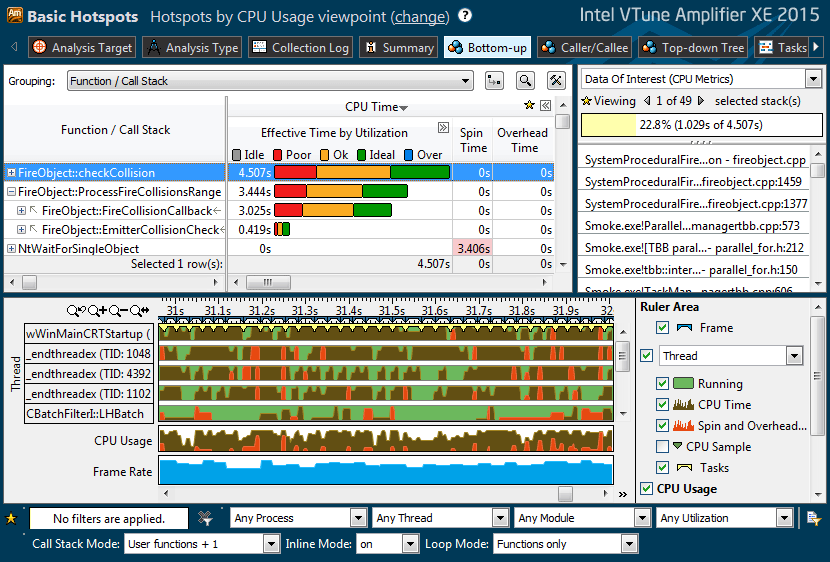 Basic Hotspots Hotspots by CPU Usage viewpoint (change) ? Intel VTune Amplifier XE 2015
Analysis Target Analysis Type Collection Log Summary Bottom-up Caller/Callee Top-down Tree Tasks
Grouping: Function / Call Stack
Data Of Interest (CPU Metrics)
Viewing 1 of 49 selected stack(s)
22.8% (1.029s of 4.507s)
Function / Call Stack
CPU Time
Effective Time by Utilization
Spin Time
Overhead Time
Idle Poor Ok Ideal Over
FireObject::checkCollision 4.507s 0s 0s
FireObject::ProcessFireCollisionsRange 3.444s 0s 0s
FireObject::FireCollisionCallback 3.025s 0s 0s
FireObject::EmitterCollisionCheck 0.419s 0s 0s
NtWaitForSingleObject 0s 3.406s 0s
Selected 1 row(s): 4.507s 0s 0s
SystemProceduralFire...on - fireobject.cpp
SystemProceduralFire...fireobject.cpp:1459
SystemProceduralFire...fireobject.cpp:1377
Smoke.exe!Parallel...managertbb.cpp:573
Smoke.exe![TBB paral...- parallel_for.h:212
Smoke.exe!tbb::inter...- parallel_for.h:150
Smoke.exe!TaskMan...nagertbb.cpp:606
31s 31.1s 31.2s 31.3s 31.4s 31.5s 31.6s 31.7s 31.8s 31.9s 32
Thread
wWinMainCRTStartup (
_endthreadex (TID: 1048
_endthreadex (TID: 4392
_endthreadex (TID: 1102
CBatchFilterI::LHBatch
CPU Usage
Frame Rate
Ruler Area
Frame
Thread
Running
CPU Time
Spin and Overhead...
CPU Sample
Tasks
CPU Usage
No filters are applied. Any Process Any Thread Any Module Any Utilization
Call Stack Mode: User functions + 1 Inline Mode: on Loop Mode: Functions only